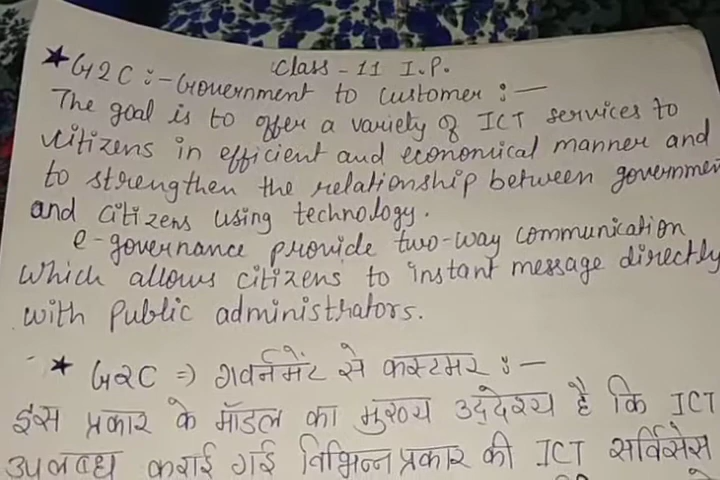 Class - 11 I.P.
★ G2C :- Government to customer :-
The goal is to offer a variety of ICT services to
citizens in efficient and economical manner and
to strengthen the relationship between governmen
and citizens using technology.
e-governance provide two-way communication
which allows citizens to instant message directly
with Public administrators.
★ G2C => गवर्नमेंट से कस्टमर :-
इस प्रकार के मॉडल का मुख्य उद्देश्य है कि ICT
उपलब्ध कराई गई विभिन्न प्रकार की ICT सर्विसेस